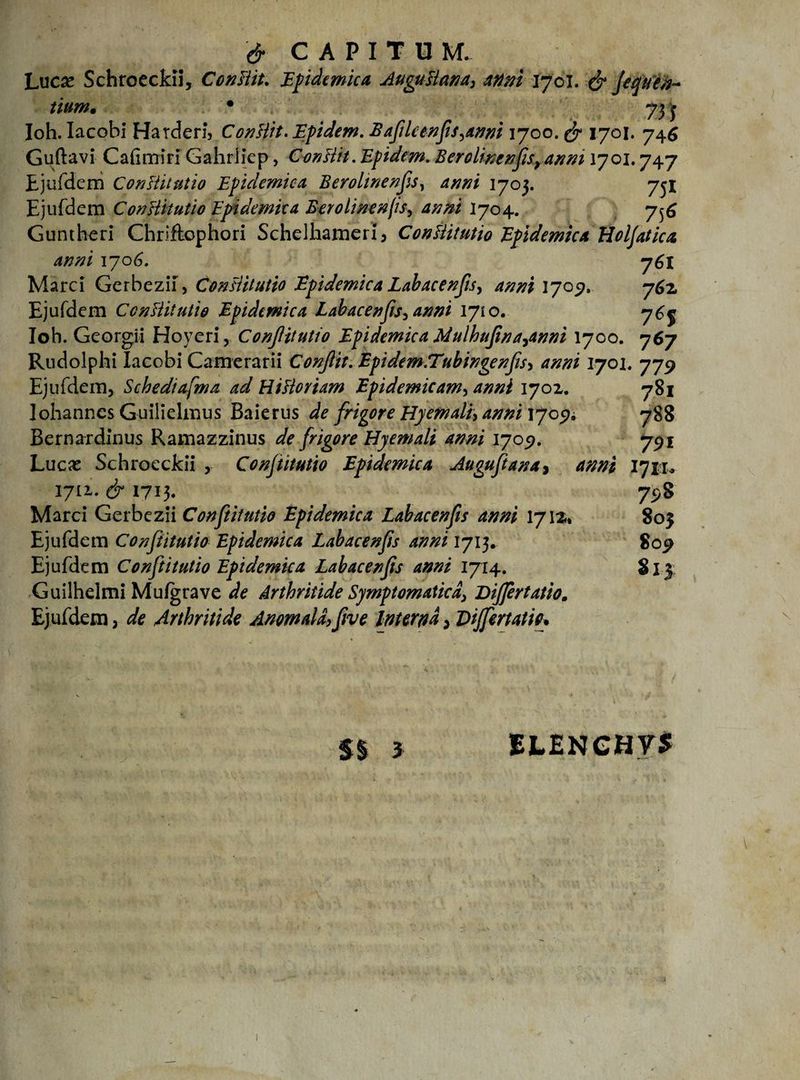 & CAPITUM.
Lucæ Schroeckii, Conſtit. Epidemica Auguſtana, anni 1701. & ſequen-
tium. 735
Ioh. Iacobi Harderi, Conſtit. Epidem. Baſileenſis, anni 1700. & 1701. 746
Guſtavi Caſimiri Gahrliep, Conſtit. Epidem. Berolinenſis, anni 1701. 747
Ejuſdem Conſtitutio Epidemica Berolinenſis, anni 1703. 751
Ejuſdem Conſtitutio Epidemica Berolinenſis, anni 1704. 756
Guntheri Chriſtophori Schelhameri, Conſtitutio Epidemica Holſatica
anni 1706. 761
Marci Gerbezii, Conſtitutio Epidemica Labacenſis, anni 1709. 762
Ejuſdem Conſtitutio Epidemica Labacenſis, anni 1710. 765
Ioh. Georgii Hoyeri, Conſtitutio Epidemica Mulhuſina, anni 1700. 767
Rudolphi Iacobi Camerarii Conſtit. Epidem. Tubingenſis, anni 1701. 779
Ejuſdem, Schediaſma ad Hiſtoriam Epidemicam, anni 1702. 781
Iohannes Guilielmus Baierus de frigore Hyemali, anni 1709. 788
Bernardinus Ramazzinus de frigore Hyemali anni 1709. 791
Lucæ Schroeckii, Conſtitutio Epidemica Auguſtana, anni 1711.
1712. & 1713. 798
Marci Gerbezii Conſtitutio Epidemica Labacenſis anni 1712. 803
Ejuſdem Conſtitutio Epidemica Labacenſis anni 1713. 809
Ejuſdem Conſtitutio Epidemica Labacenſis anni 1714. 813
Guilhelmi Muſgrave de Arthritide Symptomaticâ, Diſſertatio.
Ejuſdem, de Arthritide Anomalâ, ſive Internâ, Diſſertatio.
§§ 3 ELENCHVS